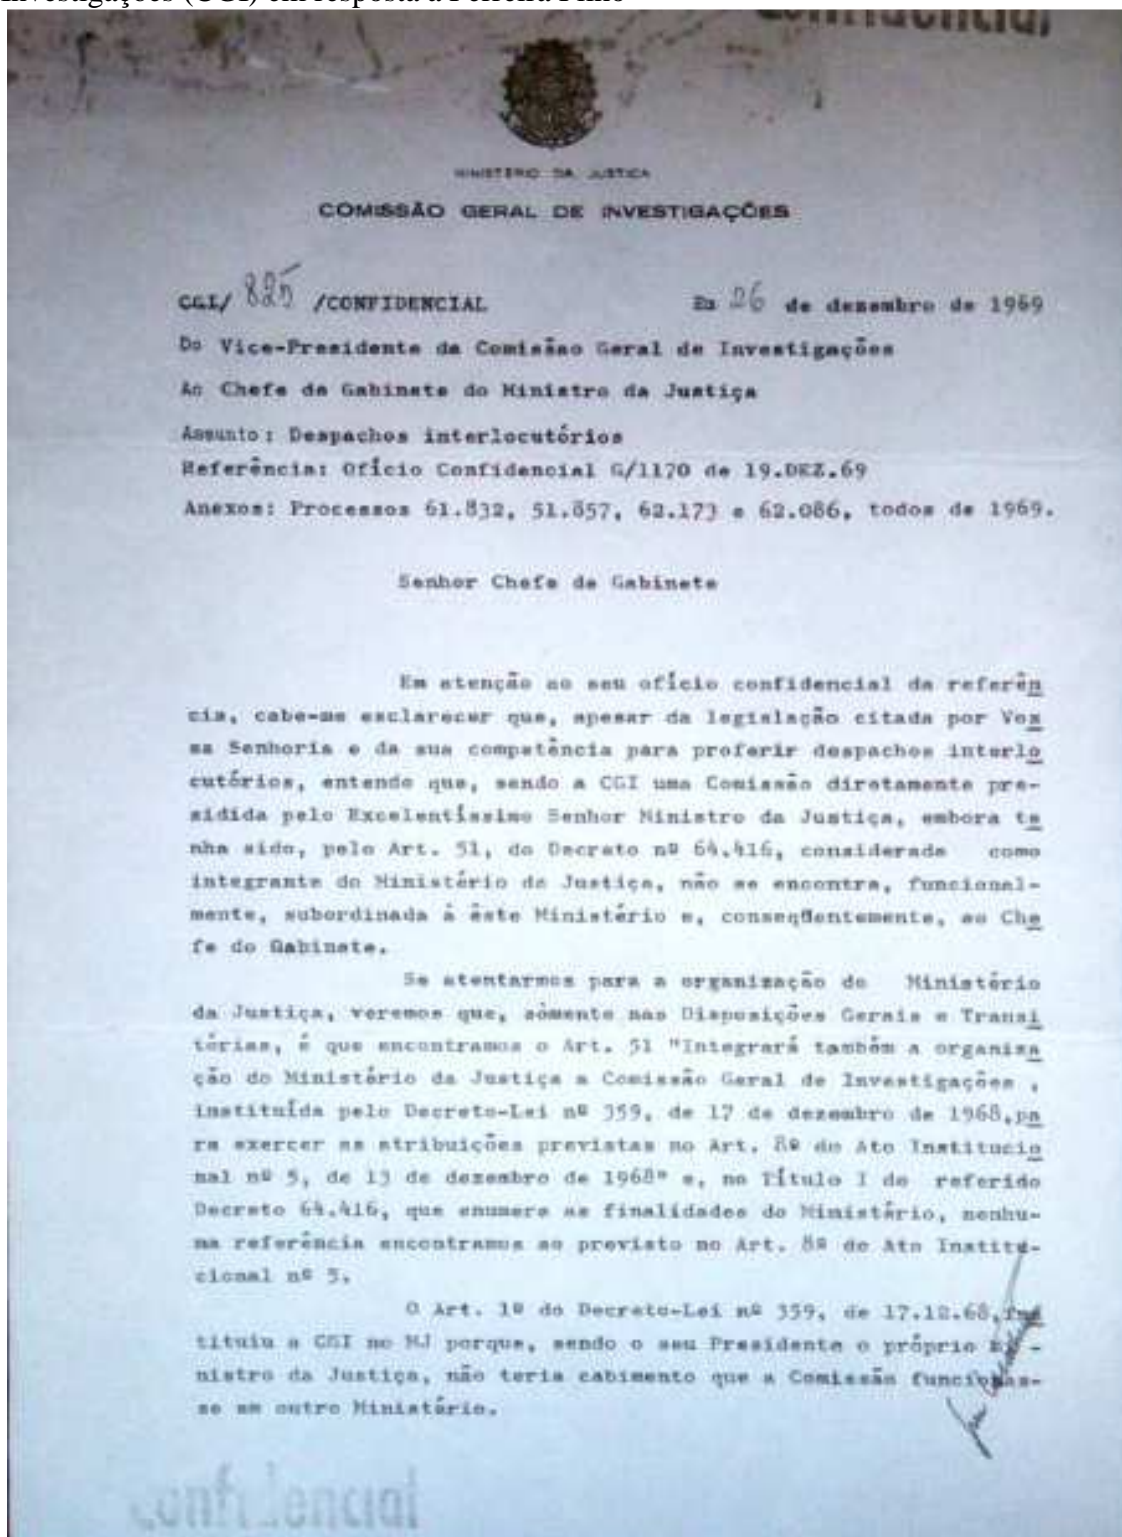 Investigações (CGI) em resposta a Ferreira Filho
Confidencial
MINISTÉRIO DA JUSTIÇA
COMISSÃO GERAL DE INVESTIGAÇÕES
CGI/ 825 /CONFIDENCIAL Em 26 de dezembro de 1969
Do Vice-Presidente da Comissão Geral de Investigações
Ao Chefe de Gabinete do Ministro da Justiça
Assunto: Despachos interlocutórios
Referência: Ofício Confidencial G/1170 de 19.DEZ.69
Anexos: Processos 61.832, 51.857, 62.173 e 62.086, todos de 1969.
Senhor Chefe de Gabinete
Em atenção ao seu ofício confidencial da referên
cia, cabe-me esclarecer que, apesar da legislação citada por Vos
sa Senhoria e da sua competência para proferir despachos interlo
cutórios, entendo que, sendo a CGI uma Comissão diretamente pre-
sidida pelo Excelentíssimo Senhor Ministro da Justiça, embora te
nha sido, pelo Art. 51, do Decreto nº 64.416, considerada como
integrante do Ministério da Justiça, não se encontra, funcional-
mente, subordinada à êste Ministério e, conseqüentemente, ao Che
fe do Gabinete.
Se atentarmos para a organização do Ministério
da Justiça, veremos que, sòmente nas Disposições Gerais e Transi
tórias, é que encontramos o Art. 51 "Integrará também a organiza
ção do Ministério da Justiça a Comissão Geral de Investigações ,
instituída pelo Decreto-Lei nº 359, de 17 de dezembro de 1968,pa
ra exercer as atribuições previstas no Art. 8º do Ato Institucio
nal nº 5, de 13 de dezembro de 1968" e, no Título I do referido
Decreto 64.416, que enumera as finalidades do Ministério, nenhu-
ma referência encontramos ao previsto no Art. 8º do Ato Institu-
cional nº 5.
O Art. 1º do Decreto-Lei nº 359, de 17.12.68,ins
tituiu a CGI no MJ porque, sendo o seu Presidente o próprio Mi-
nistro da Justiça, não teria cabimento que a Comissão funcionas-
se em outro Ministério.
Confidencial